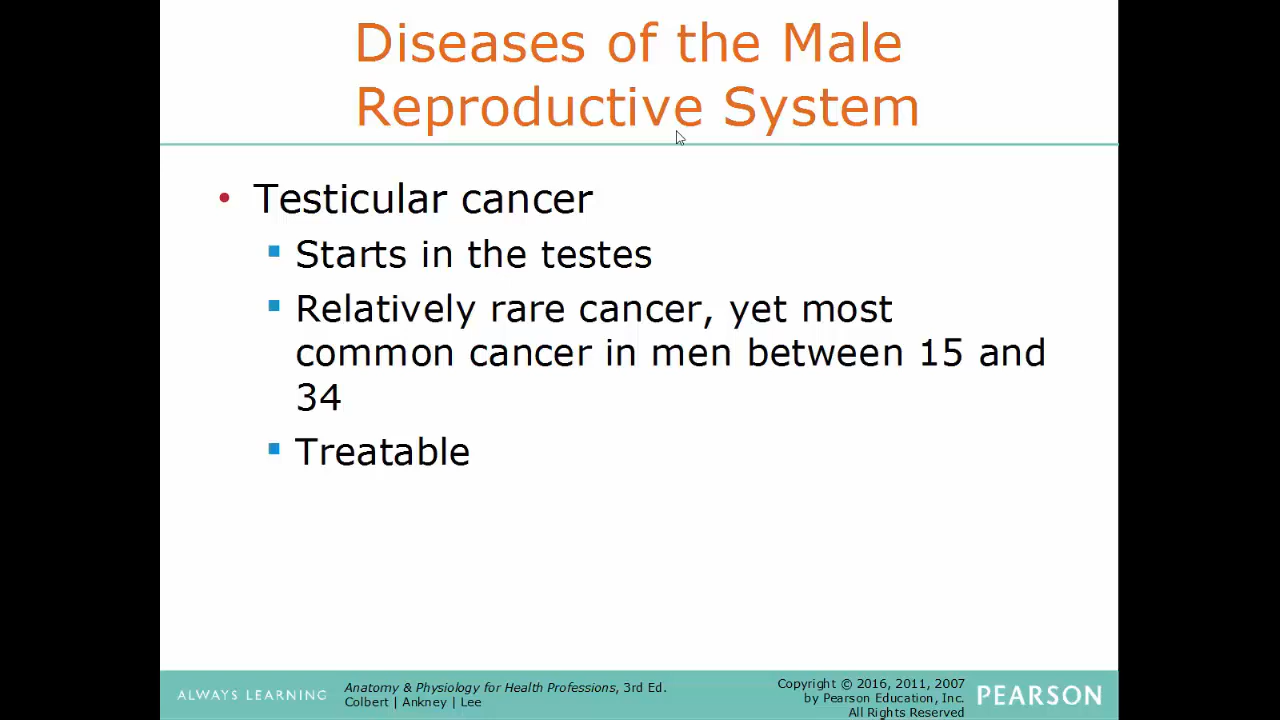 Diseases of the Male
Reproductive System
• Testicular cancer
▪ Starts in the testes
▪ Relatively rare cancer, yet most
common cancer in men between 15 and
34
▪ Treatable
ALWAYS LEARNING
Anatomy & Physiology for Health Professions, 3rd Ed.
Colbert | Ankney | Lee
Copyright © 2016, 2011, 2007
by Pearson Education, Inc.
All Rights Reserved
PEARSON